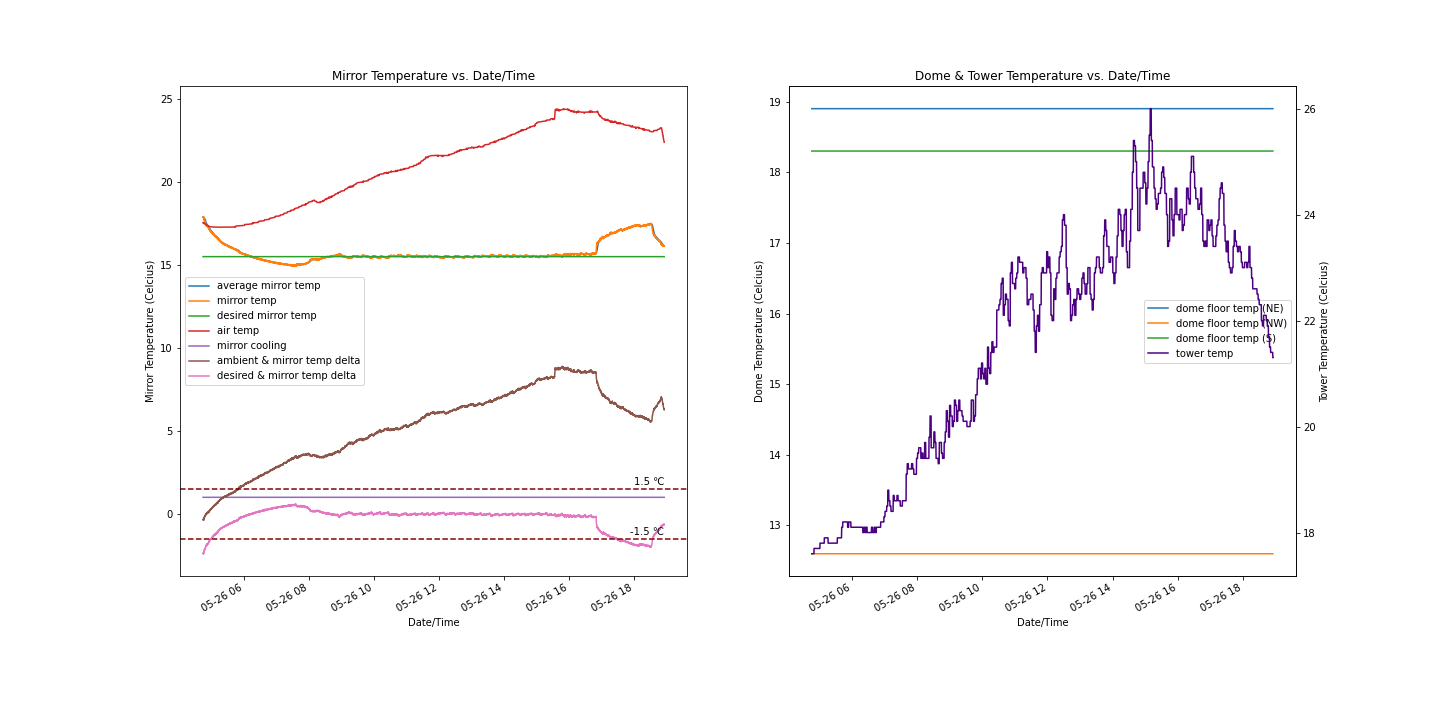 Mirror Temperature vs. Date/Time
Mirror Temperature (Celcius)
25
20
15
10
5
0
average mirror temp
mirror temp
desired mirror temp
air temp
mirror cooling
ambient & mirror temp delta
desired & mirror temp delta
1.5 °C
-1.5 °C
05-26 06
05-26 08
05-26 10
05-26 12
05-26 14
05-26 16
05-26 18
Date/Time
Dome & Tower Temperature vs. Date/Time
Dome Temperature (Celcius)
19
18
17
16
15
14
13
dome floor temp (NE)
dome floor temp (NW)
dome floor temp (S)
tower temp
26
24
22
20
18
Tower Temperature (Celcius)
05-26 06
05-26 08
05-26 10
05-26 12
05-26 14
05-26 16
05-26 18
Date/Time